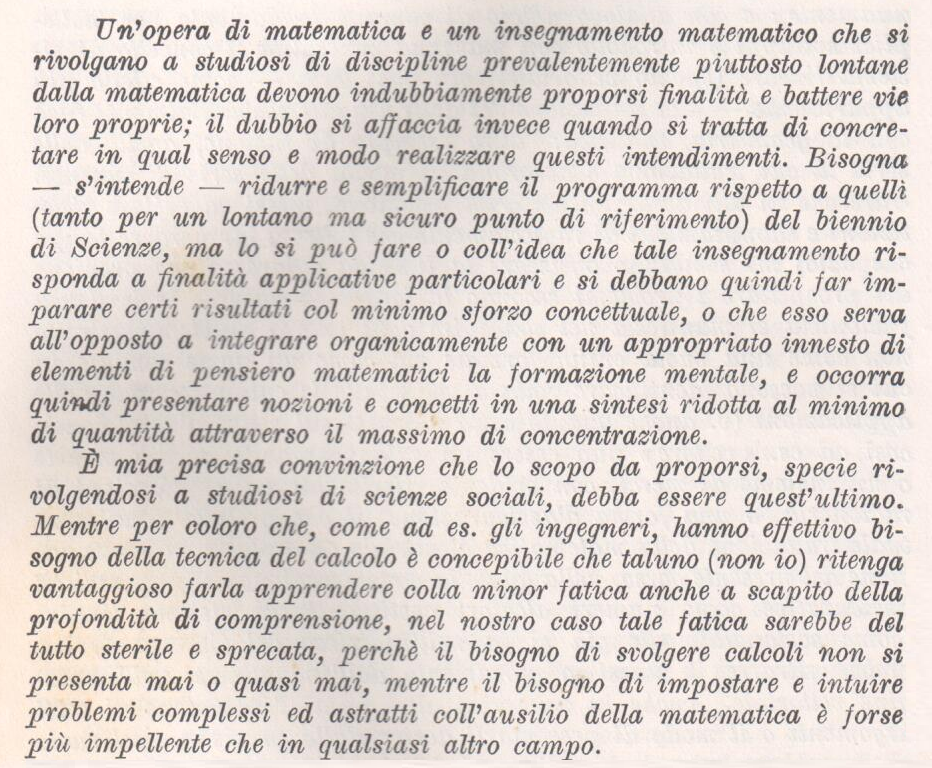 Un'opera di matematica e un insegnamento matematico che si
rivolgano a studiosi di discipline prevalentemente piuttosto lontane
dalla matematica devono indubbiamente proporsi finalità e battere vie
loro proprie; il dubbio si affaccia invece quando si tratta di concre-
tare in qual senso e modo realizzare questi intendimenti. Bisogna
— s'intende — ridurre e semplificare il programma rispetto a quelli
(tanto per un lontano ma sicuro punto di riferimento) del biennio
di Scienze, ma lo si può fare o coll'idea che tale insegnamento ri-
sponda a finalità applicative particolari e si debbano quindi far im-
parare certi risultati col minimo sforzo concettuale, o che esso serva
all'opposto a integrare organicamente con un appropriato innesto di
elementi di pensiero matematici la formazione mentale, e occorra
quindi presentare nozioni e concetti in una sintesi ridotta al minimo
di quantità attraverso il massimo di concentrazione.
È mia precisa convinzione che lo scopo da proporsi, specie ri-
volgendosi a studiosi di scienze sociali, debba essere quest'ultimo.
Mentre per coloro che, come ad es. gli ingegneri, hanno effettivo bi-
sogno della tecnica del calcolo è concepibile che taluno (non io) ritenga
vantaggioso farla apprendere colla minor fatica anche a scapito della
profondità di comprensione, nel nostro caso tale fatica sarebbe del
tutto sterile e sprecata, perchè il bisogno di svolgere calcoli non si
presenta mai o quasi mai, mentre il bisogno di impostare e intuire
problemi complessi ed astratti coll'ausilio della matematica è forse
più impellente che in qualsiasi altro campo.